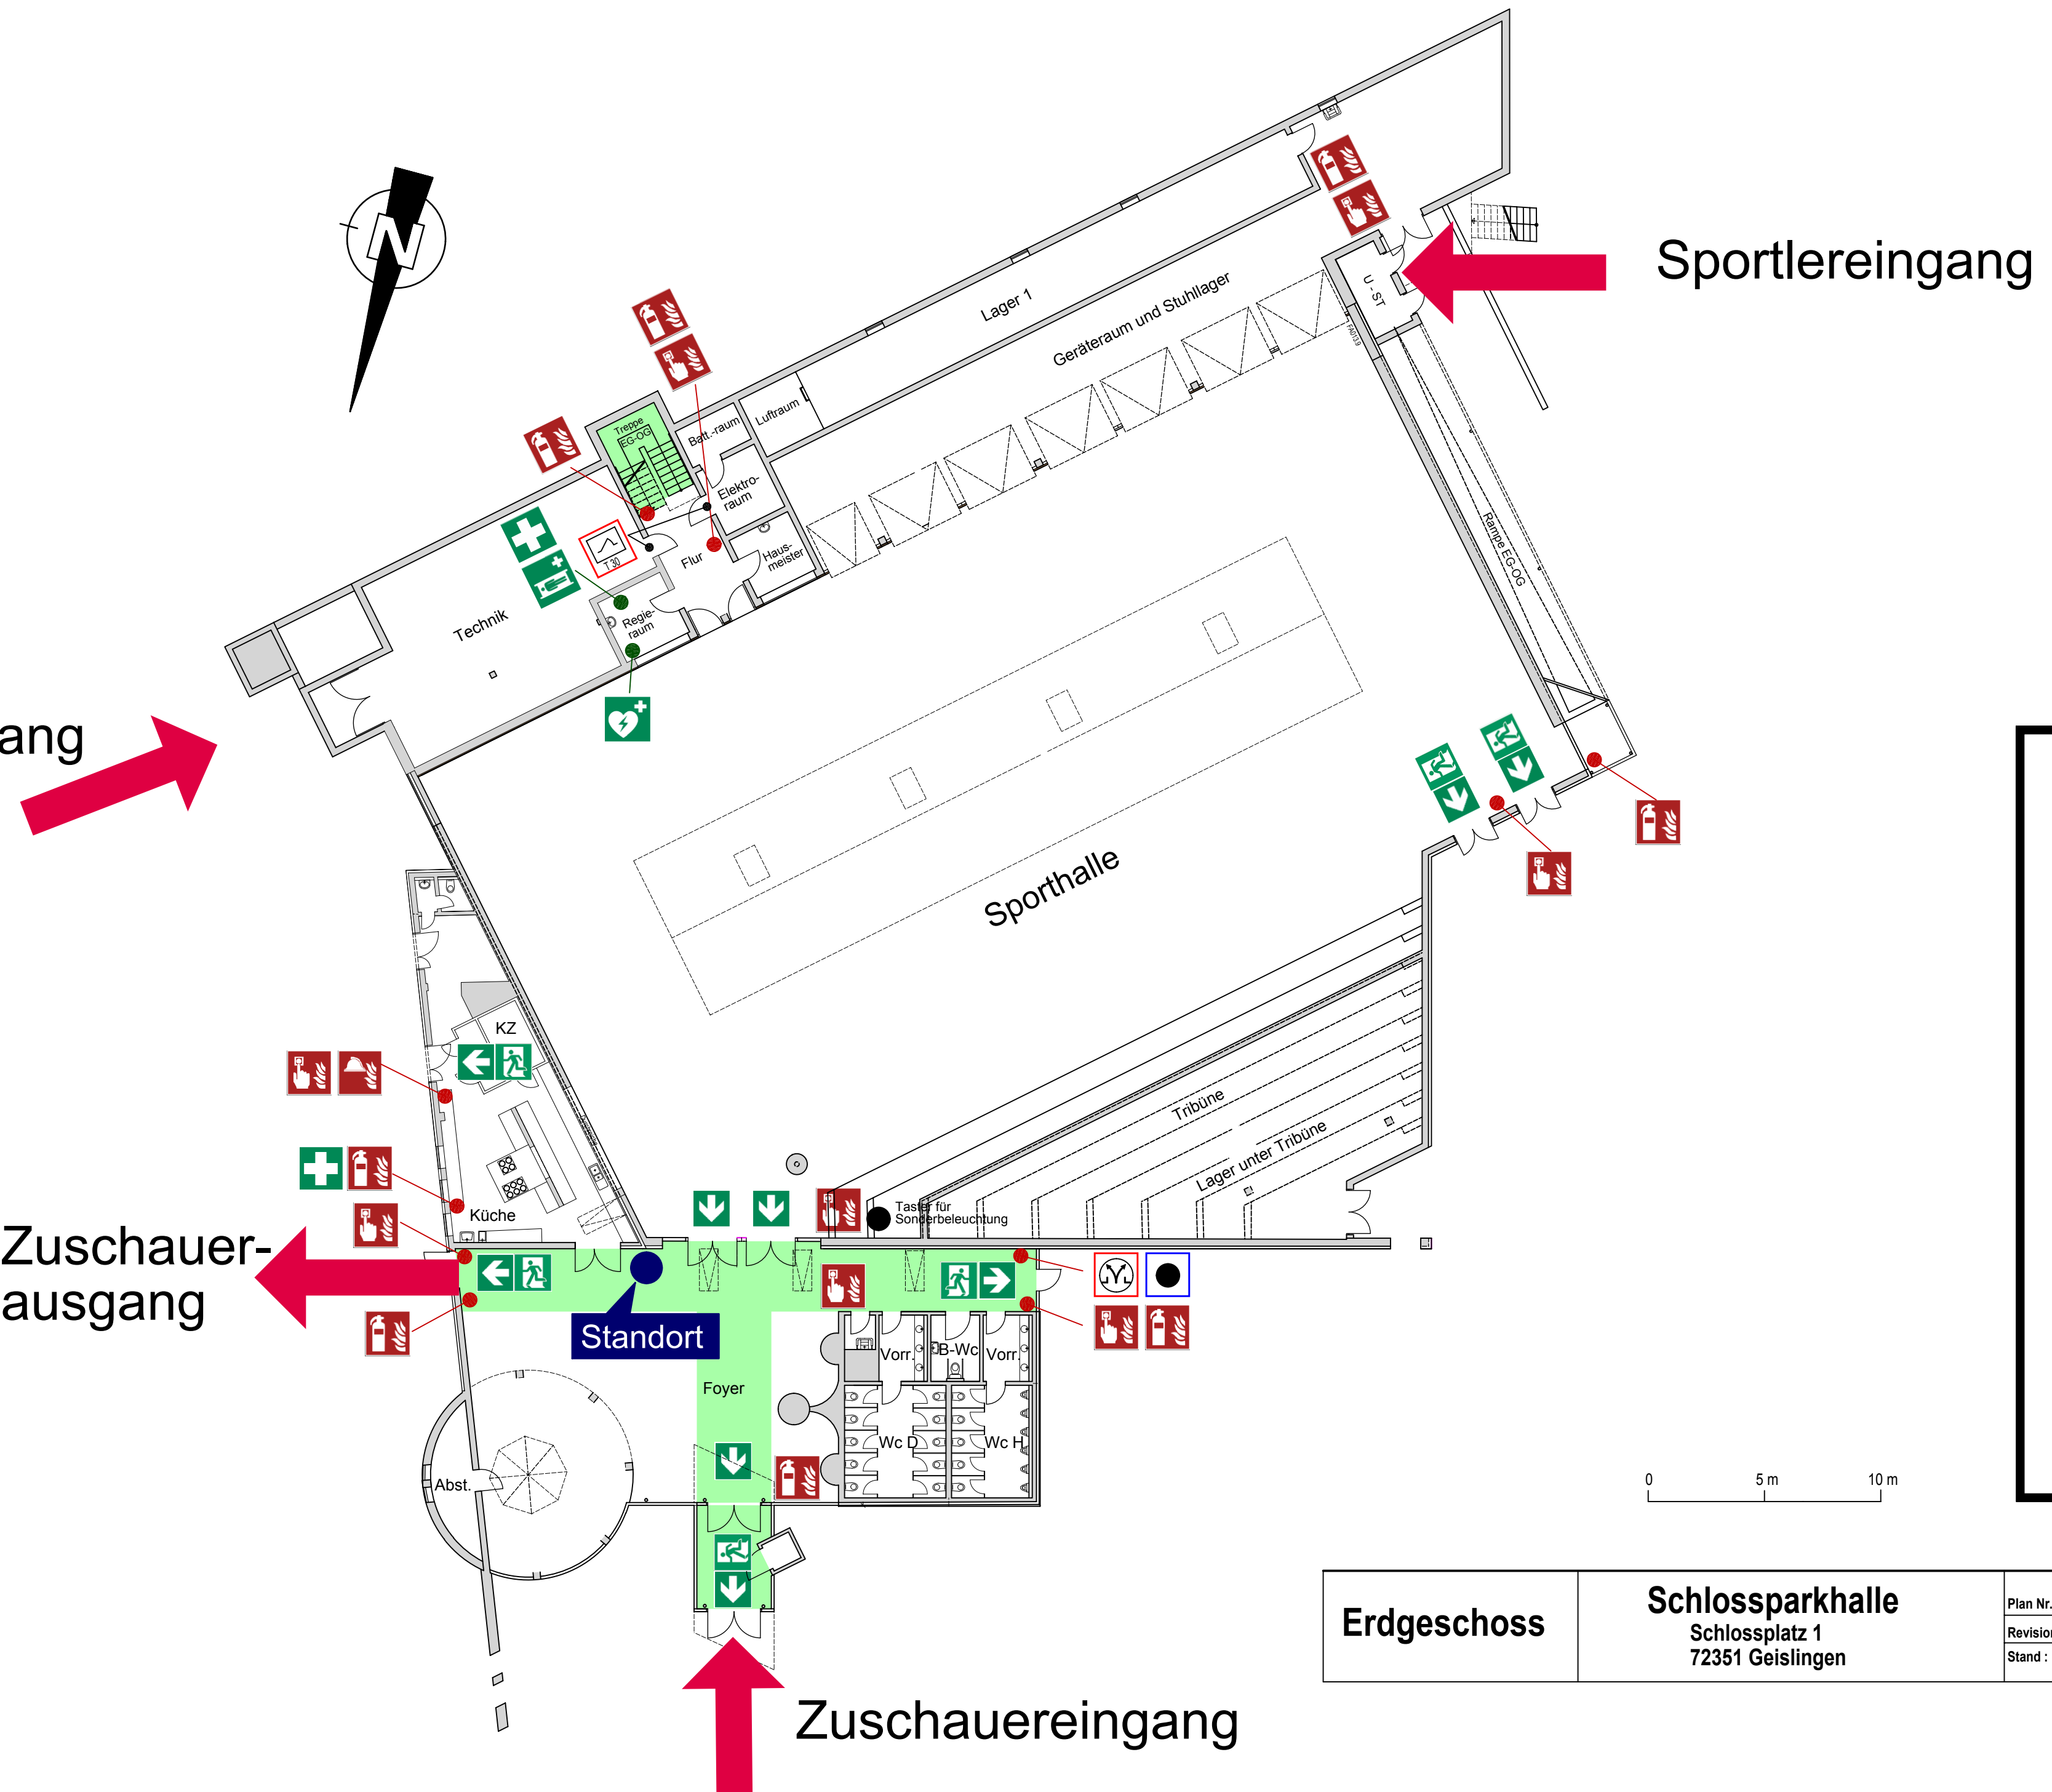 N
Sportlereingang
Lager 1
Geräteraum und Stuhllager
U - ST
FA013.9
Luftraum
Batt.-raum
Treppe
EG-OG
Elektro-
raum
T.30
Flur
Haus-
meister
Regie-
raum
Technik
Rampe EG-OG
ang
Sporthalle
KZ
Tribüne
Lager unter Tribüne
Taster für
Sonderbeleuchtung
Küche
Zuschauer-
ausgang
Standort
Vorr.
B-Wc
Vorr.
Foyer
Wc D
Wc H
Abst.
0
5 m
10 m
Erdgeschoss
Schlossparkhalle
Schlossplatz 1
72351 Geislingen
Plan Nr.
Revision
Stand :
Zuschauereingang